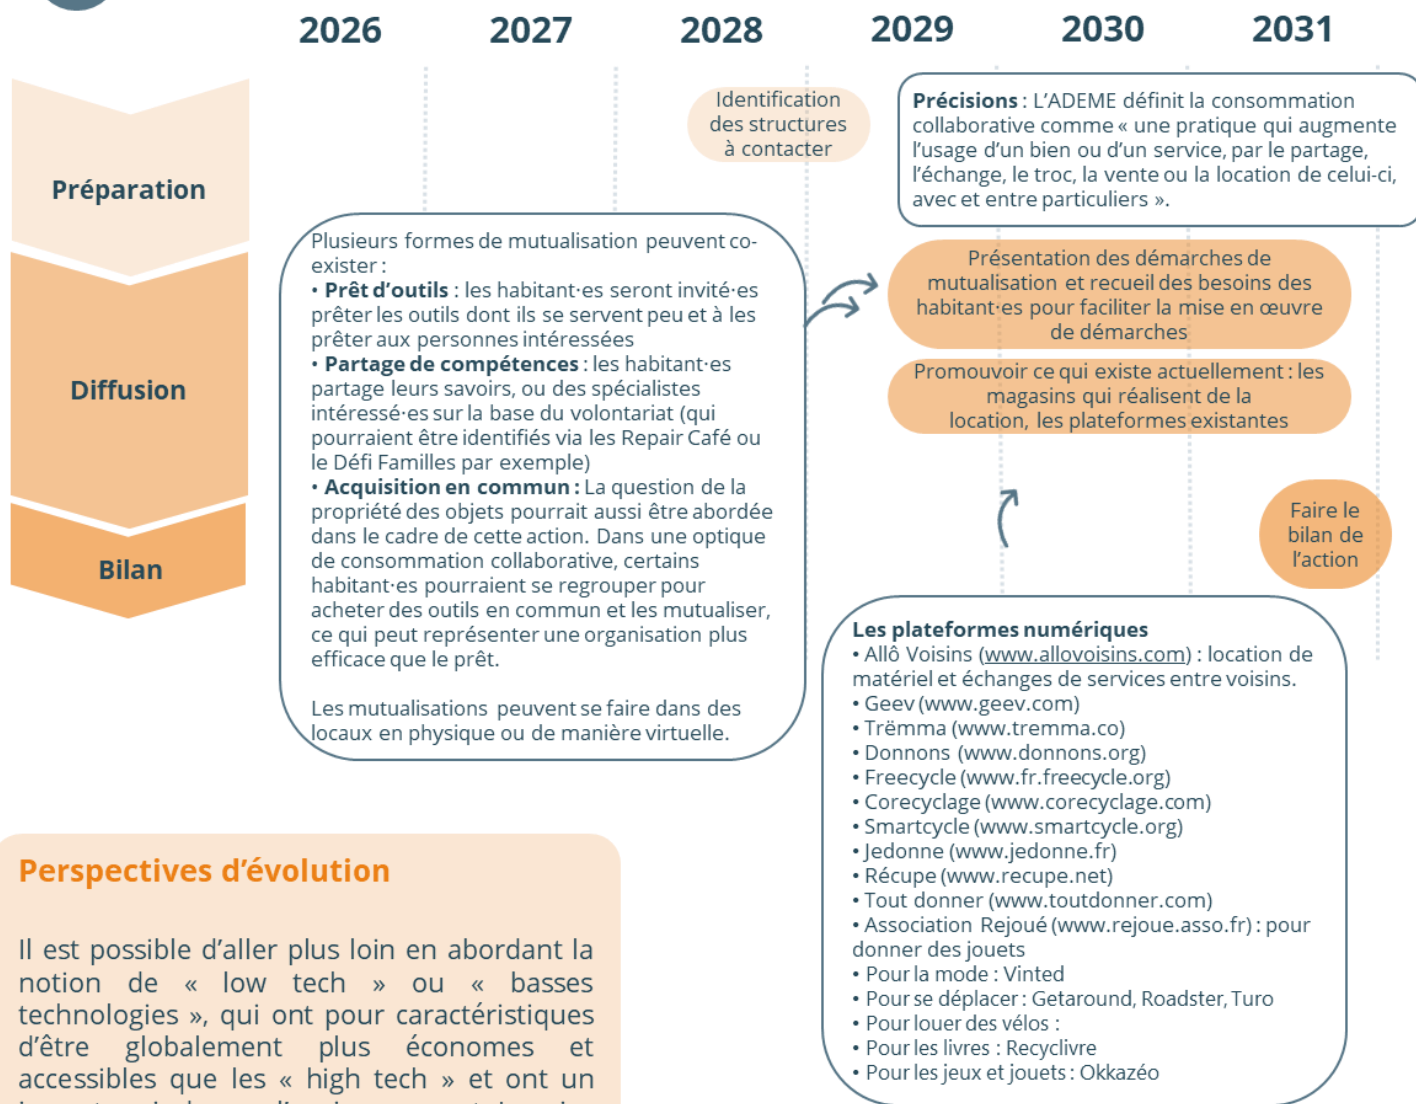 2026 2027 2028 2029 2030 2031
Préparation
Diffusion
Bilan
Identification
des structures
à contacter
Précisions : L’ADEME définit la consommation
collaborative comme « une pratique qui augmente
l’usage d’un bien ou d’un service, par le partage,
l’échange, le troc, la vente ou la location de celui-ci,
avec et entre particuliers ».
Plusieurs formes de mutualisation peuvent co-
exister :
• Prêt d’outils : les habitant·es seront invité·es
prêter les outils dont ils se servent peu et à les
prêter aux personnes intéressées
• Partage de compétences : les habitant·es
partage leurs savoirs, ou des spécialistes
intéressé·es sur la base du volontariat (qui
pourraient être identifiés via les Repair Café ou
le Défi Familles par exemple)
• Acquisition en commun : La question de la
propriété des objets pourrait aussi être abordée
dans le cadre de cette action. Dans une optique
de consommation collaborative, certains
habitant·es pourraient se regrouper pour
acheter des outils en commun et les mutualiser,
ce qui peut représenter une organisation plus
efficace que le prêt.
Les mutualisations peuvent se faire dans des
locaux en physique ou de manière virtuelle.
Présentation des démarches de
mutualisation et recueil des besoins des
habitant·es pour faciliter la mise en œuvre
de démarches
Promouvoir ce qui existe actuellement : les
magasins qui réalisent de la
location, les plateformes existantes
Faire le
bilan de
l’action
Les plateformes numériques
• Allô Voisins (www.allovoisins.com) : location de
matériel et échanges de services entre voisins.
• Geev (www.geev.com)
• Trëmma (www.tremma.co)
• Donnons (www.donnons.org)
• Freecycle (www.fr.freecycle.org)
• Corecyclage (www.corecyclage.com)
• Smartcycle (www.smartcycle.org)
• Jedonne (www.jedonne.fr)
• Récupe (www.recupe.net)
• Tout donner (www.toutdonner.com)
• Association Rejoué (www.rejoue.asso.fr) : pour
donner des jouets
• Pour la mode : Vinted
• Pour se déplacer : Getaround, Roadster, Turo
• Pour louer des vélos :
• Pour les livres : Recyclivre
• Pour les jeux et jouets : Okkazéo
Perspectives d’évolution
Il est possible d’aller plus loin en abordant la
notion de « low tech » ou « basses
technologies », qui ont pour caractéristiques
d’être globalement plus économes et
accessibles que les « high tech » et ont un